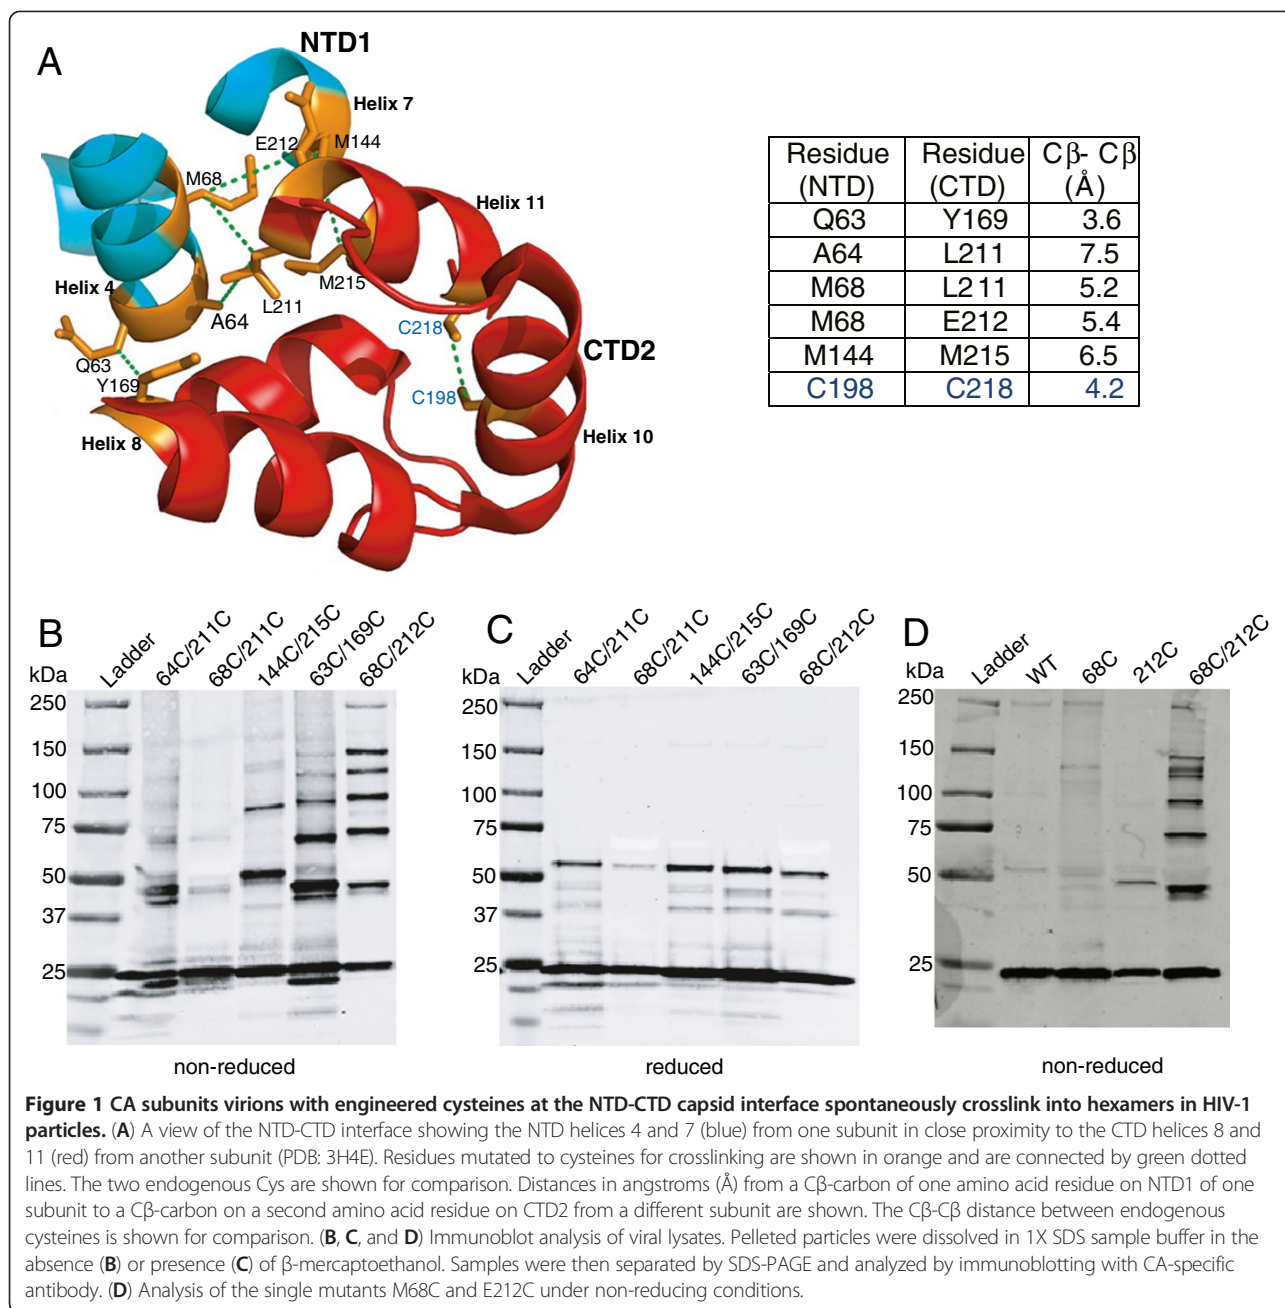 A
NTD1
Helix 7
E212
M144
M68
Helix 11
Helix 4
L211
M215
A64
C218
CTD2
Q63
Y169
C198
Helix 10
Helix 8
Residue (NTD) Residue (CTD) Cβ- Cβ (Å)
Q63 Y169 3.6
A64 L211 7.5
M68 L211 5.2
M68 E212 5.4
M144 M215 6.5
C198 C218 4.2
B
kDa
Ladder
64C/211C
68C/211C
144C/215C
63C/169C
68C/212C
250
150
100
75
50
37
25
non-reduced
C
kDa
Ladder
64C/211C
68C/211C
144C/215C
63C/169C
68C/212C
250
150
100
75
50
37
25
reduced
D
kDa
Ladder
WT
68C
212C
68C/212C
250
150
100
75
50
25
non-reduced
Figure 1 CA subunits virions with engineered cysteines at the NTD-CTD capsid interface spontaneously crosslink into hexamers in HIV-1
particles. (A) A view of the NTD-CTD interface showing the NTD helices 4 and 7 (blue) from one subunit in close proximity to the CTD helices 8 and
11 (red) from another subunit (PDB: 3H4E). Residues mutated to cysteines for crosslinking are shown in orange and are connected by green dotted
lines. The two endogenous Cys are shown for comparison. Distances in angstroms (Å) from a Cβ-carbon of one amino acid residue on NTD1 of one
subunit to a Cβ-carbon on a second amino acid residue on CTD2 from a different subunit are shown. The Cβ-Cβ distance between endogenous
cysteines is shown for comparison. (B, C, and D) Immunoblot analysis of viral lysates. Pelleted particles were dissolved in 1X SDS sample buffer in the
absence (B) or presence (C) of β-mercaptoethanol. Samples were then separated by SDS-PAGE and analyzed by immunoblotting with CA-specific
antibody. (D) Analysis of the single mutants M68C and E212C under non-reducing conditions.